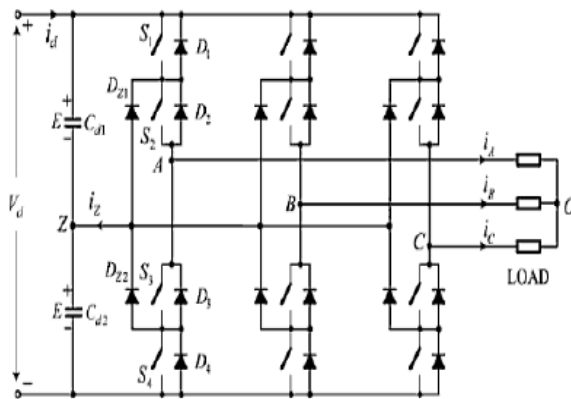 +
i_d
S_1
D_1
D_Z1
+
E C_d1
-
S_2
D_2
A
i_A
V_d
Z
i_Z
B
i_B
C
i_C
LOAD
D_Z2
S_3
D_3
+
E C_d2
-
S_4
D_4
-